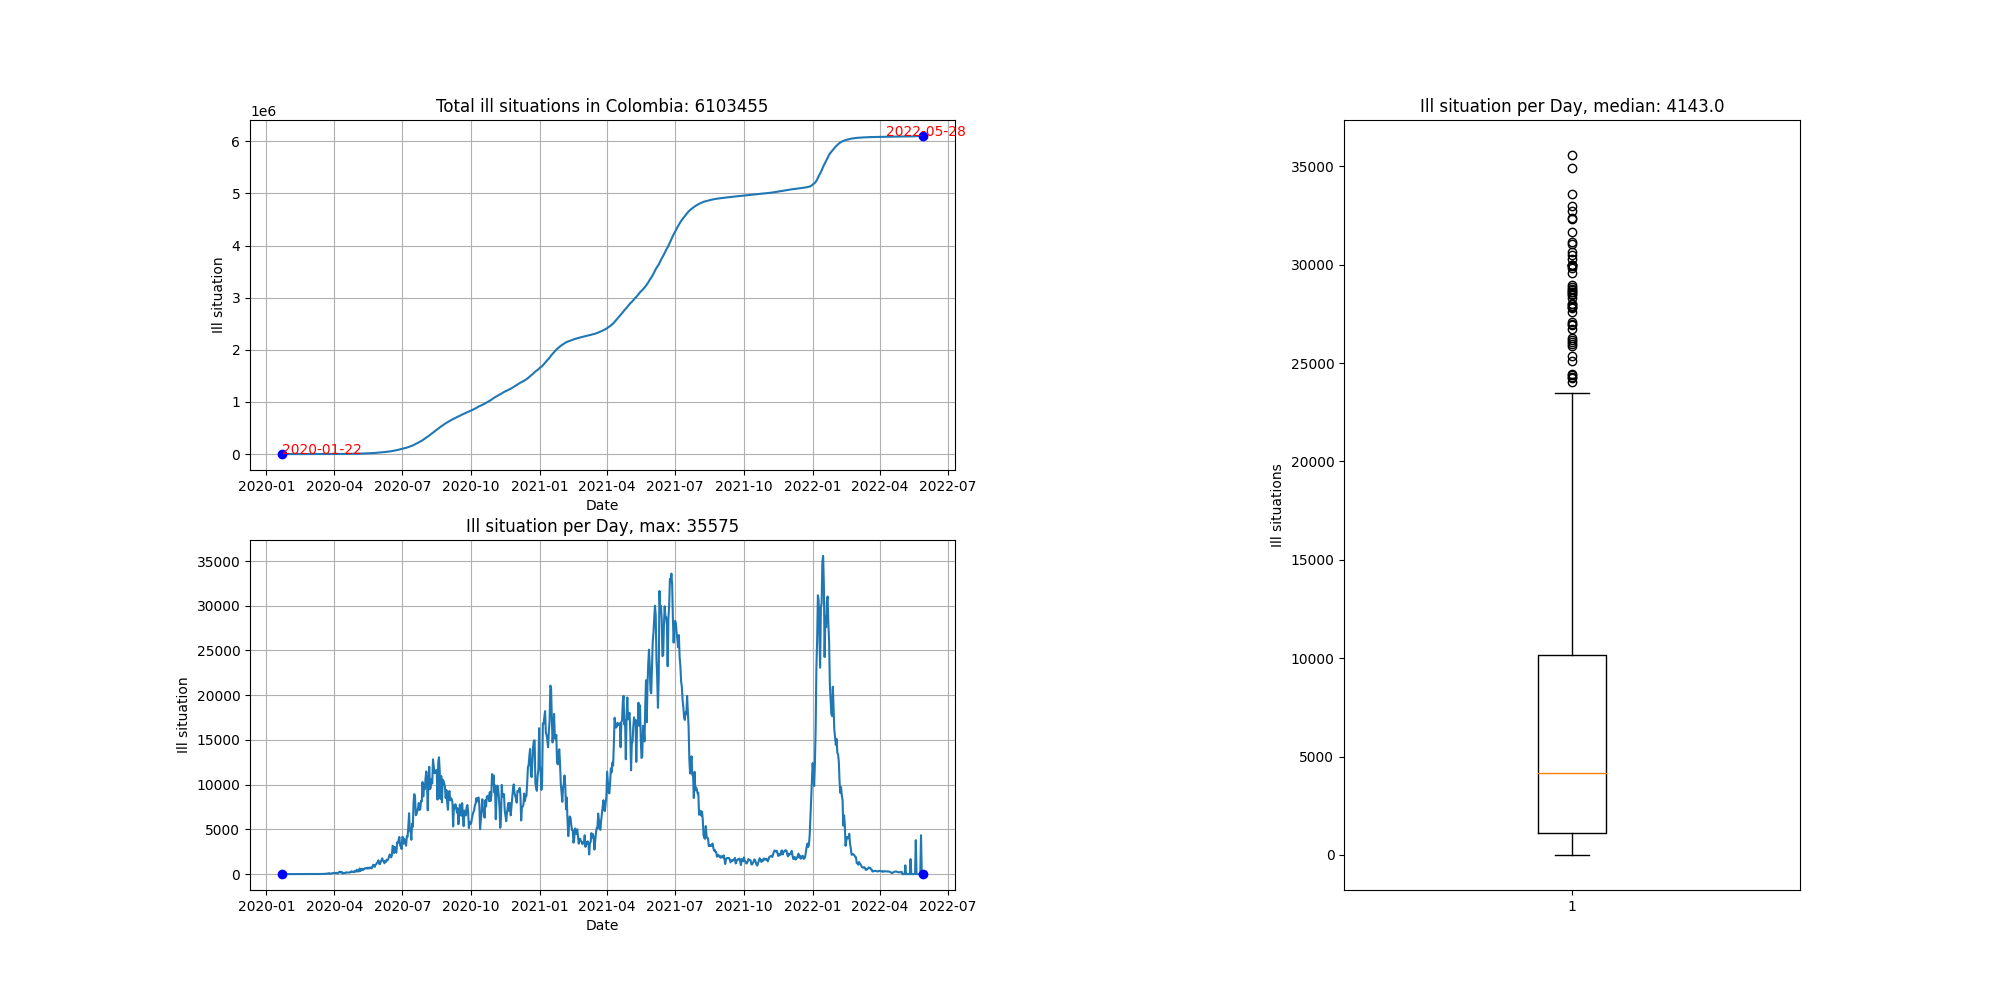 Total ill situations in Colombia: 6103455
1e6
6
5
4
3
2
1
0
Ill situation
2020-01-22
2022-05-28
2020-01 2020-04 2020-07 2020-10 2021-01 2021-04 2021-07 2021-10 2022-01 2022-04 2022-07
Date
Ill situation per Day, max: 35575
35000
30000
25000
20000
15000
10000
5000
0
Ill situation
2020-01 2020-04 2020-07 2020-10 2021-01 2021-04 2021-07 2021-10 2022-01 2022-04 2022-07
Date
Ill situation per Day, median: 4143.0
35000
30000
25000
20000
15000
10000
5000
0
Ill situations
1